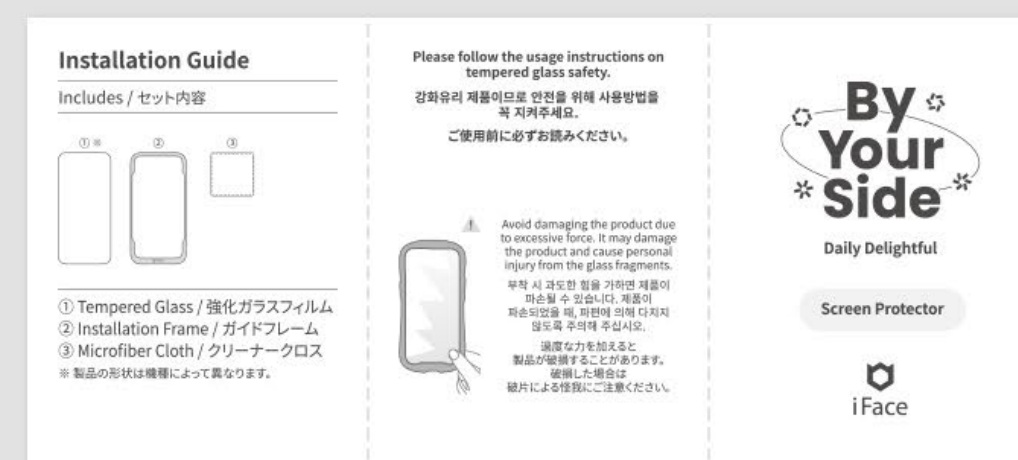 Installation Guide
Includes / セット内容
① ※
②
③
① Tempered Glass / 強化ガラスフィルム
② Installation Frame / ガイドフレーム
③ Microfiber Cloth / クリーナークロス
※ 製品の形状は機種によって異なります。
Please follow the usage instructions on
tempered glass safety.
강화유리 제품이므로 안전을 위해 사용방법을
꼭 지켜주세요.
ご使用前に必ずお読みください。
Avoid damaging the product due
to excessive force. It may damage
the product and cause personal
injury from the glass fragments.
부착 시 과도한 힘을 가하면 제품이
파손될 수 있습니다. 제품이
파손되었을 때, 파편에 의해 다치지
않도록 주의해 주십시오.
過度な力を加えると
製品が破損することがあります。
破損した場合は
破片による怪我にご注意ください。
By
Your
Side
Daily Delightful
Screen Protector
iFace